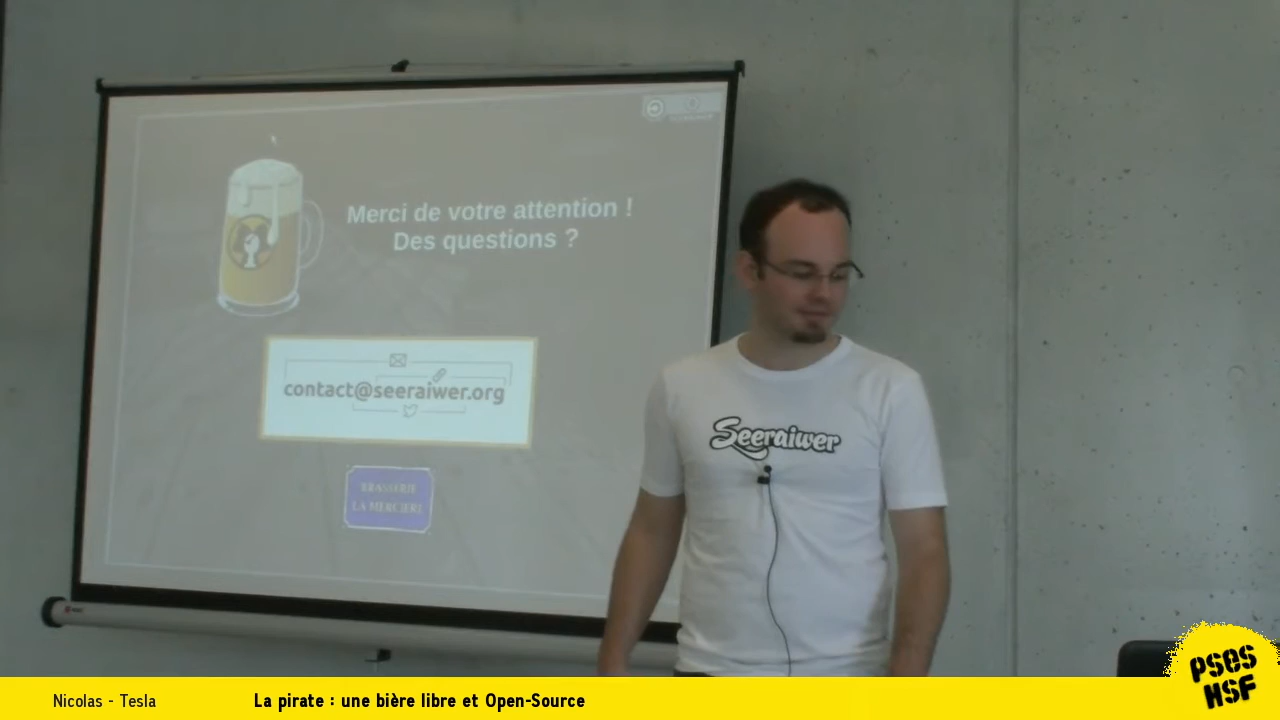 Merci de votre attention !
Des questions ?
contact@seeraiwer.org
BRASSERIE
LA MERCIERE
Seeraiwer
Nicolas - Tesla
La pirate : une bière libre et Open-Source
PSES
HSF